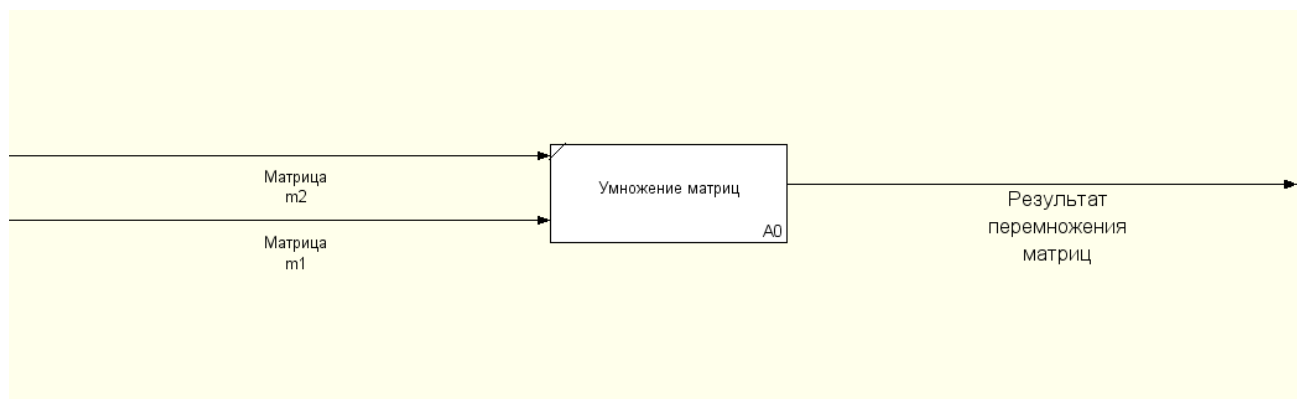 Матрица
m2
Матрица
m1
Умножение матриц
A0
Результат
перемножения
матриц